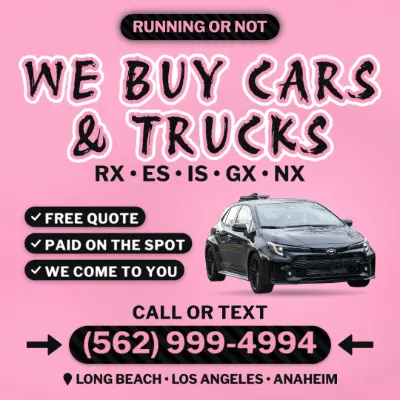 RUNNING OR NOT
WE BUY CARS
& TRUCKS
RX • ES • IS • GX • NX
FREE QUOTE
PAID ON THE SPOT
WE COME TO YOU
CALL OR TEXT
(562) 999-4994
LONG BEACH • LOS ANGELES • ANAHEIM